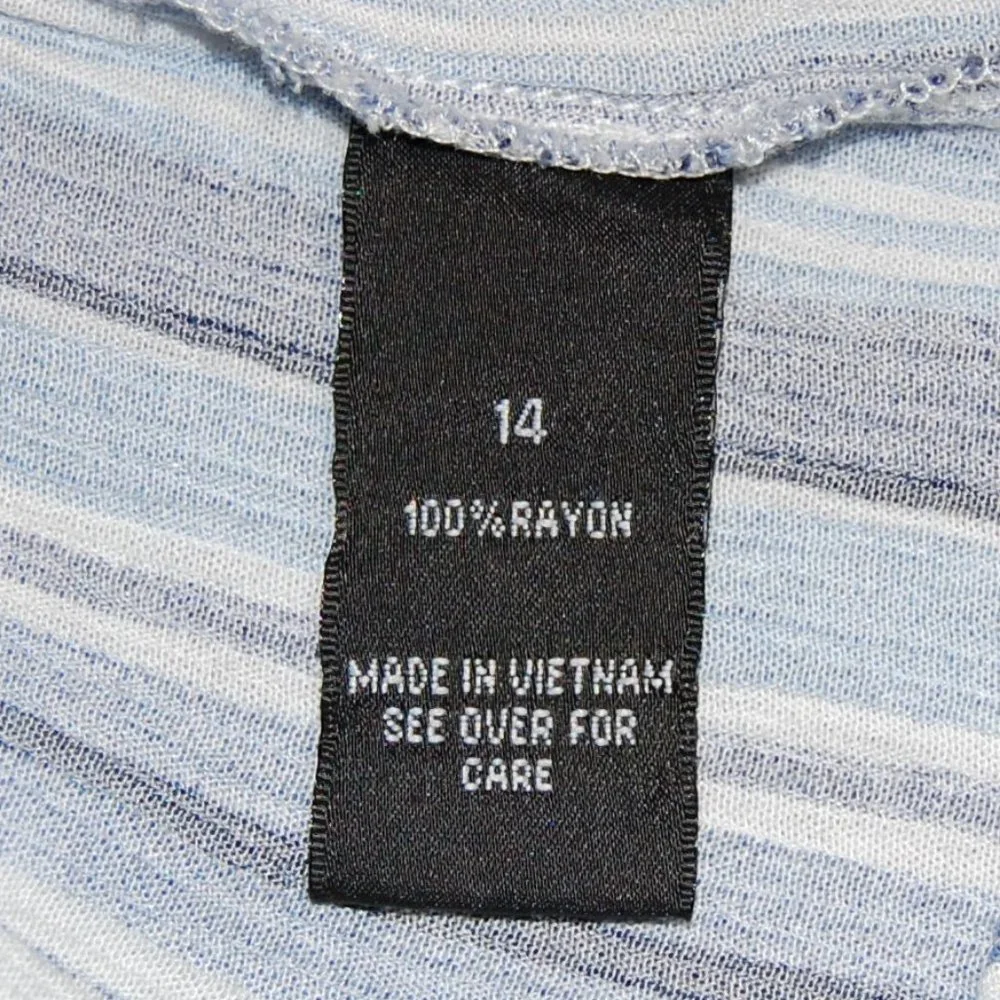 14
100%RAYON
MADE IN VIETNAM
SEE OVER FOR
CARE